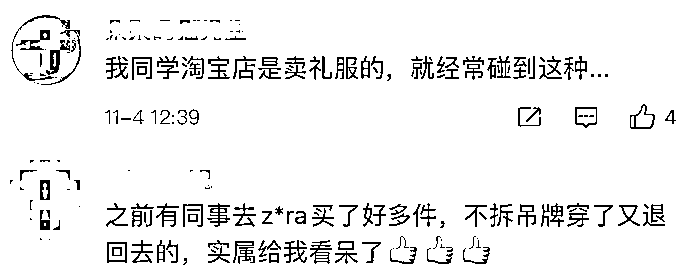 我同学淘宝店是卖礼服的，就经常碰到这种...
11-4 12:39
4
之前有同事去z*ra买了好多件，不拆吊牌穿了又退
回去的，实属给我看呆了👍👍👍